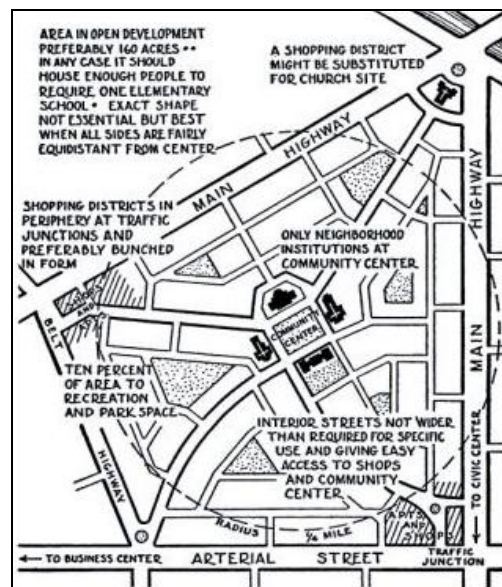 AREA IN OPEN DEVELOPMENT
PREFERABLY 160 ACRES ••
IN ANY CASE IT SHOULD
HOUSE ENOUGH PEOPLE TO
REQUIRE ONE ELEMENTARY
SCHOOL • EXACT SHAPE
NOT ESSENTIAL BUT BEST
WHEN ALL SIDES ARE FAIRLY
EQUIDISTANT FROM CENTER
A SHOPPING DISTRICT
MIGHT BE SUBSTITUTED
FOR CHURCH SITE
MAIN HIGHWAY
SHOPPING DISTRICTS IN
PERIPHERY AT TRAFFIC
JUNCTIONS AND
PREFERABLY BUNCHED
IN FORM
ONLY NEIGHBORHOOD
INSTITUTIONS AT
COMMUNITY CENTER
HIGHWAY
MAIN
SHOPS
AND
APTS
COMMUNITY
CENTER
BELT
HIGHWAY
TEN PERCENT
OF AREA TO
RECREATION
AND PARK SPACE
INTERIOR STREETS NOT WIDER
THAN REQUIRED FOR SPECIFIC
USE AND GIVING EASY
ACCESS TO SHOPS
AND COMMUNITY
CENTER
TO CIVIC CENTER
RADIUS 1/4 MILE
APTS
AND
SHOPS
TRAFFIC
JUNCTION
← TO BUSINESS CENTER
ARTERIAL STREET